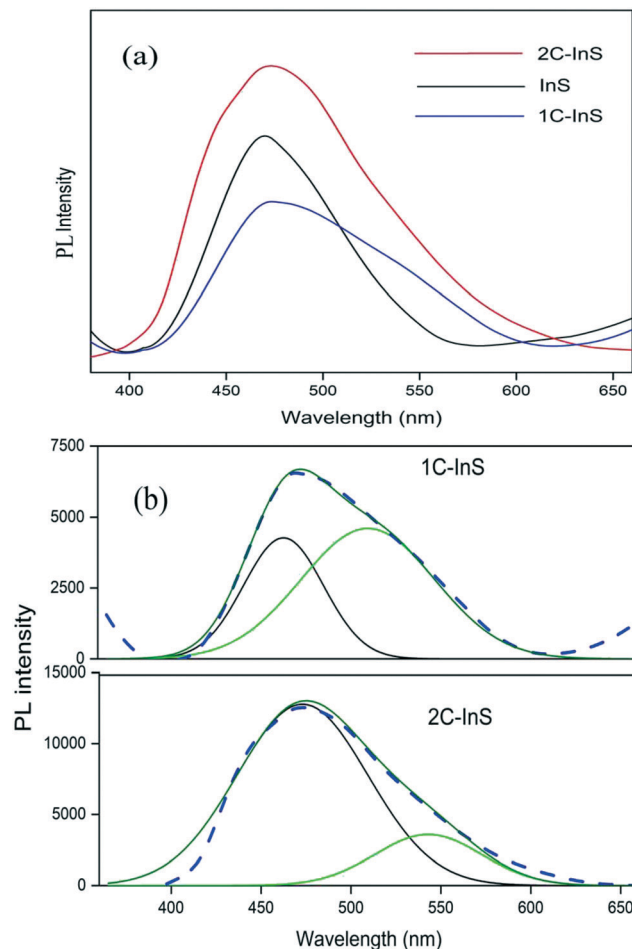 (a)
2C-InS
InS
1C-InS
PL Intensity
400 450 500 550 600 650
Wavelength (nm)
(b)
1C-InS
7500
5000
2500
0
PL intensity
2C-InS
15000
10000
5000
0
400 450 500 550 600 650
Wavelength (nm)